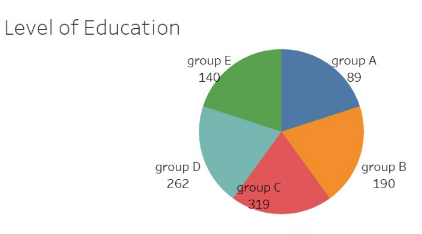 Level of Education
group E
140
group A
89
group D
262
group B
190
group C
319